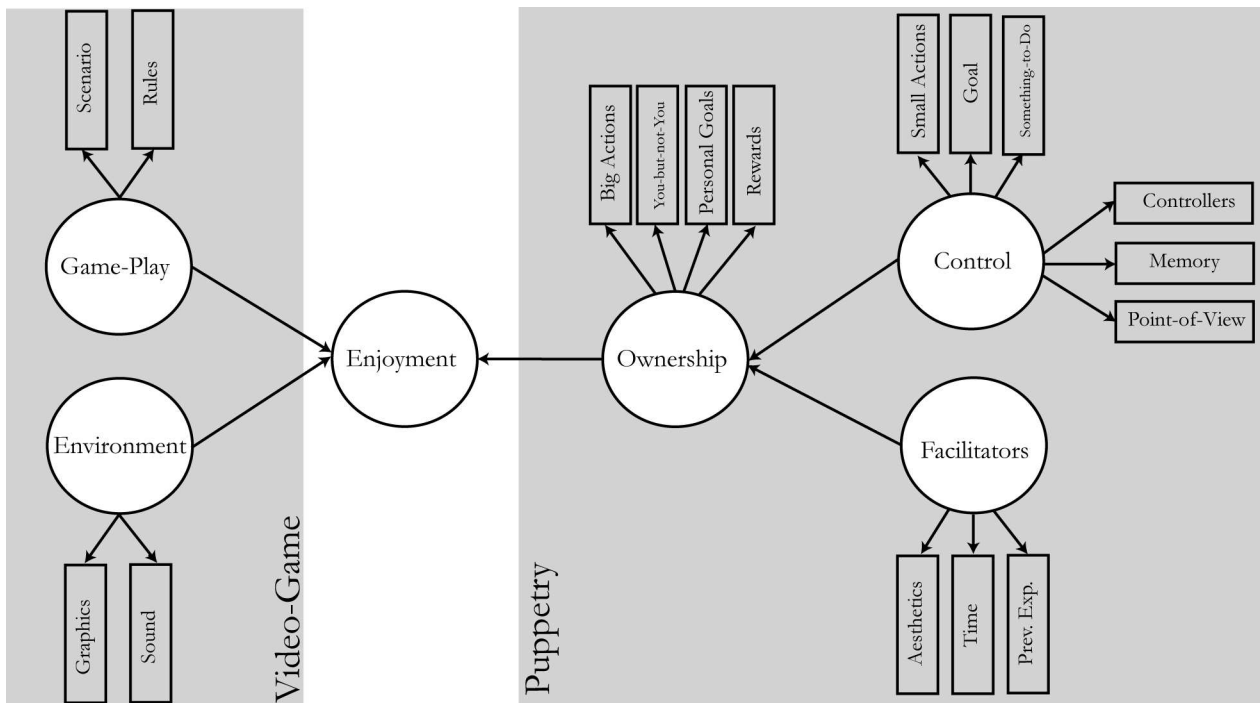 Scenario
Rules
Game-Play
Environment
Graphics
Sound
Video-Game
Enjoyment
Puppetry
Big Actions
You-but-not-You
Personal Goals
Rewards
Ownership
Small Actions
Goal
Something.-to-Do
Control
Controllers
Memory
Point-of-View
Facilitators
Aesthetics
Time
Prev. Exp.